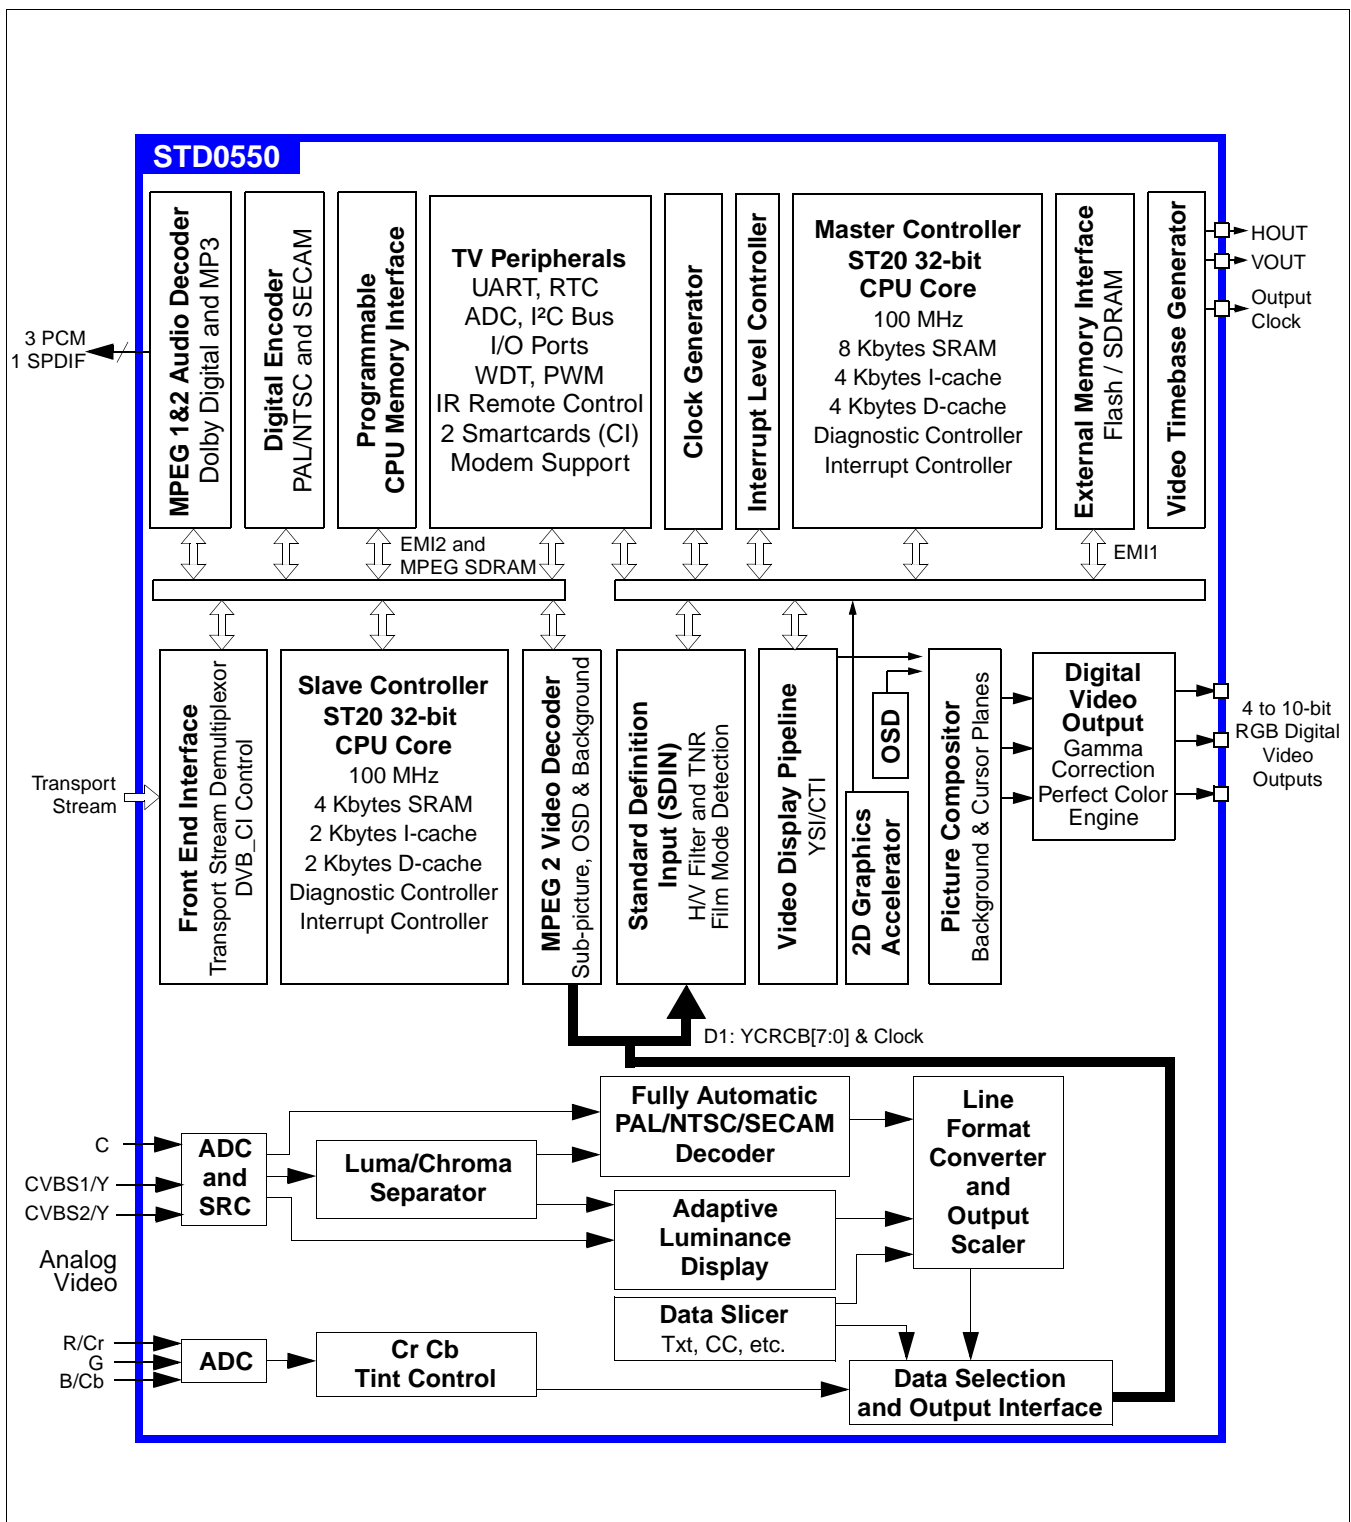 STD0550
MPEG 1&2 Audio Decoder
Dolby Digital and MP3
Digital Encoder
PAL/NTSC and SECAM
Programmable
CPU Memory Interface
TV Peripherals
UART, RTC
ADC, I²C Bus
I/O Ports
WDT, PWM
IR Remote Control
2 Smartcards (CI)
Modem Support
Clock Generator
Interrupt Level Controller
Master Controller
ST20 32-bit
CPU Core
100 MHz
8 Kbytes SRAM
4 Kbytes I-cache
4 Kbytes D-cache
Diagnostic Controller
Interrupt Controller
External Memory Interface
Flash / SDRAM
Video Timebase Generator
HOUT
VOUT
Output
Clock
3 PCM
1 SPDIF
EMI2 and
MPEG SDRAM
EMI1
Transport
Stream
Front End Interface
Transport Stream Demultiplexor
DVB_CI Control
Slave Controller
ST20 32-bit
CPU Core
100 MHz
4 Kbytes SRAM
2 Kbytes I-cache
2 Kbytes D-cache
Diagnostic Controller
Interrupt Controller
MPEG 2 Video Decoder
Sub-picture, OSD & Background
Standard Definition
Input (SDIN)
H/V Filter and TNR
Film Mode Detection
Video Display Pipeline
YSI/CTI
OSD
2D Graphics
Accelerator
Picture Compositor
Background & Cursor Planes
Digital
Video
Output
Gamma
Correction
Perfect Color
Engine
4 to 10-bit
RGB Digital
Video
Outputs
D1: YCRCB[7:0] & Clock
C
CVBS1/Y
CVBS2/Y
Analog
Video
ADC
and
SRC
Luma/Chroma
Separator
Fully Automatic
PAL/NTSC/SECAM
Decoder
Adaptive
Luminance
Display
Line
Format
Converter
and
Output
Scaler
Data Slicer
Txt, CC, etc.
R/Cr
G
B/Cb
ADC
Cr Cb
Tint Control
Data Selection
and Output Interface